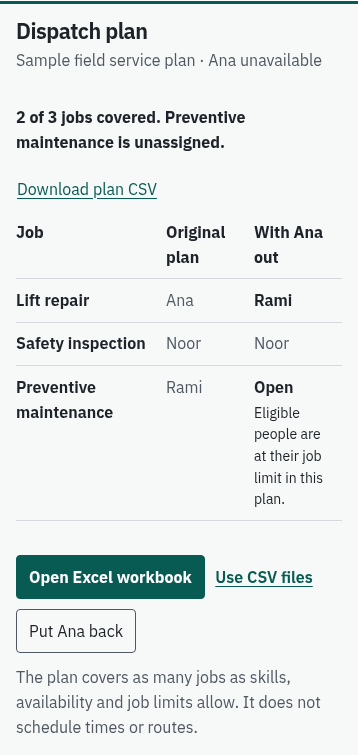 Dispatch plan
Sample field service plan · Ana unavailable
2 of 3 jobs covered. Preventive
maintenance is unassigned.
Download plan CSV
Job Original plan With Ana out
Lift repair Ana Rami
Safety inspection Noor Noor
Preventive maintenance Rami Open
Eligible
people are
at their job
limit in this
plan.
Open Excel workbook Use CSV files
Put Ana back
The plan covers as many jobs as skills,
availability and job limits allow. It does not
schedule times or routes.